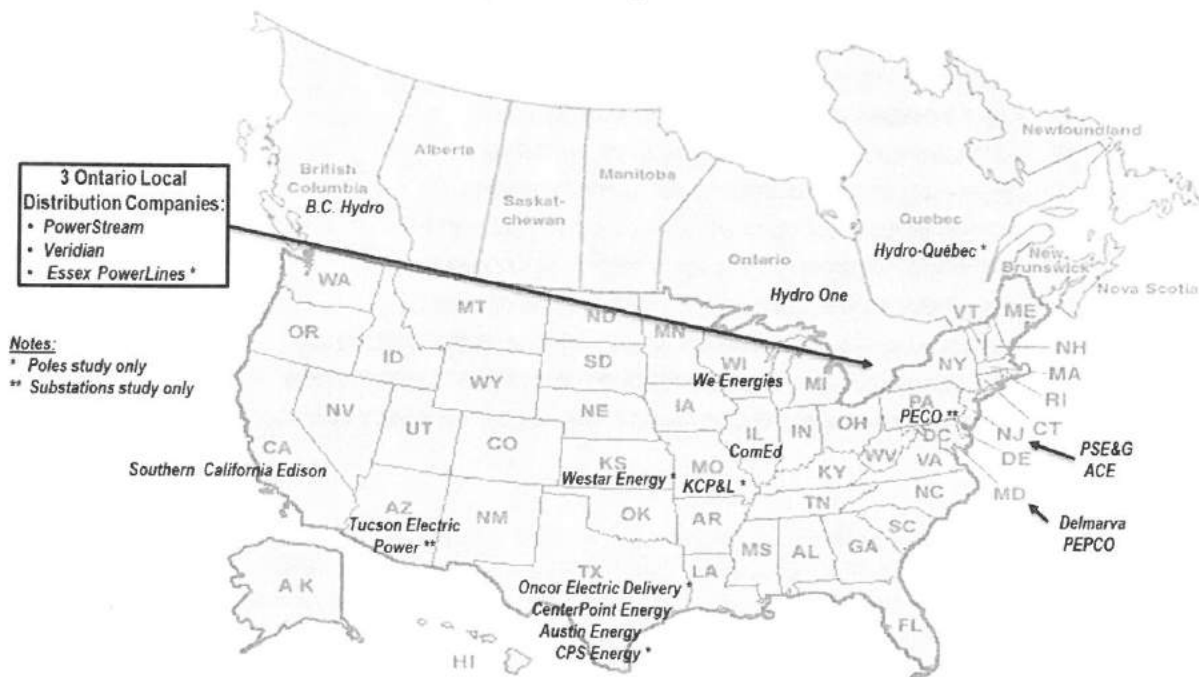 3 Ontario Local
Distribution Companies:
• PowerStream
• Veridian
• Essex PowerLines *
Notes:
* Poles study only
** Substations study only
British
Columbia
B.C. Hydro
Alberta
Saskat-
chewan
Manitoba
Ontario
Hydro One
Quebec
Hydro-Québec *
Newfoundland
New
Brunswick
Nova Scotia
WA
OR
ID
MT
ND
MN
SD
WY
WI
We Energies
MI
NY
VT
ME
NH
MA
RI
CT
NJ
PSE&G
ACE
DE
MD
Delmarva
PEPCO
PA
PECO **
DC
NV
UT
CO
NE
IA
IL
ComEd
IN
OH
WV
VA
KY
CA
Southern California Edison
KS
Westar Energy *
MO
KCP&L *
AZ
Tucson Electric
Power **
NM
OK
AR
TN
NC
SC
MS
AL
GA
LA
TX
Oncor Electric Delivery *
CenterPoint Energy
Austin Energy
CPS Energy *
FL
AK
HI